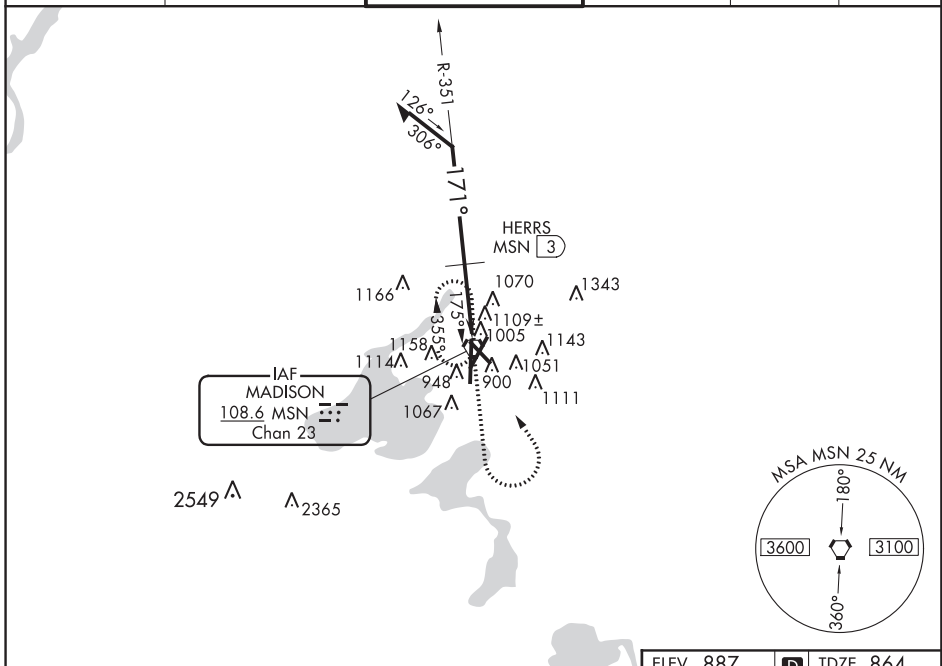 R-351
126°
306°
171°
HERRS
MSN 3
1166
1070
1343
175°
355°
1109±
1005
1158
1143
1114
1051
948
900
1111
1067
IAF
MADISON
108.6 MSN
Chan 23
2549
2365
MSA MSN 25 NM
180°
3600
3100
360°
ELEV 887
D
TDZE 864